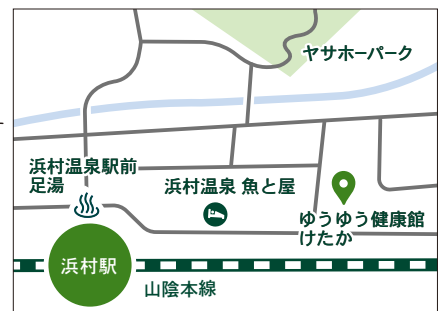 ヤサホーパーク
浜村温泉駅前
足湯
浜村温泉 魚と屋
ゆうゆう健康館
けたか
浜村駅
山陰本線